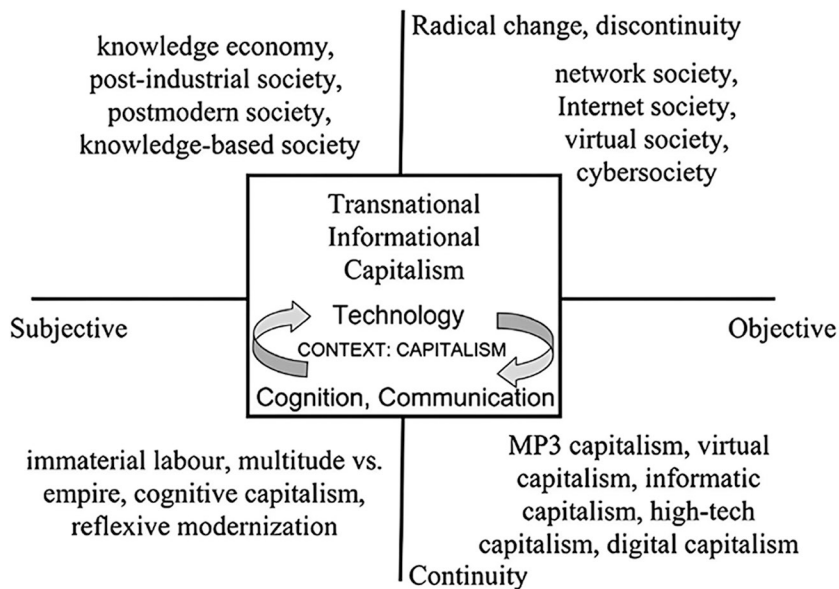 Radical change, discontinuity
knowledge economy,
post-industrial society,
postmodern society,
knowledge-based society
network society,
Internet society,
virtual society,
cybersociety
Transnational
Informational
Capitalism
Technology
CONTEXT: CAPITALISM
Cognition, Communication
Subjective
Objective
immaterial labour, multitude vs.
empire, cognitive capitalism,
reflexive modernization
MP3 capitalism, virtual
capitalism, informatic
capitalism, high-tech
capitalism, digital capitalism
Continuity